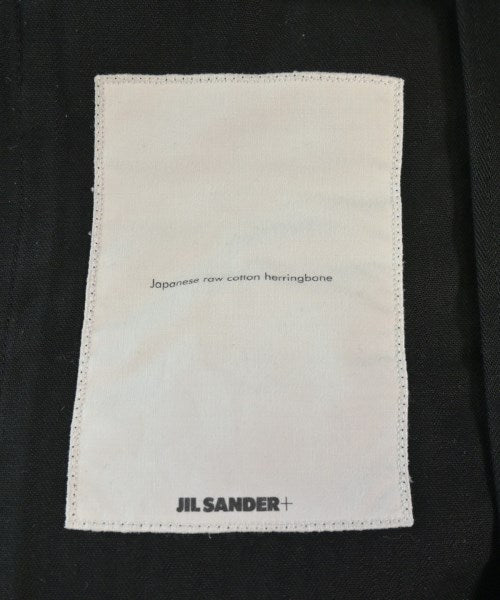 Japanese raw cotton herringbone
JIL SANDER+